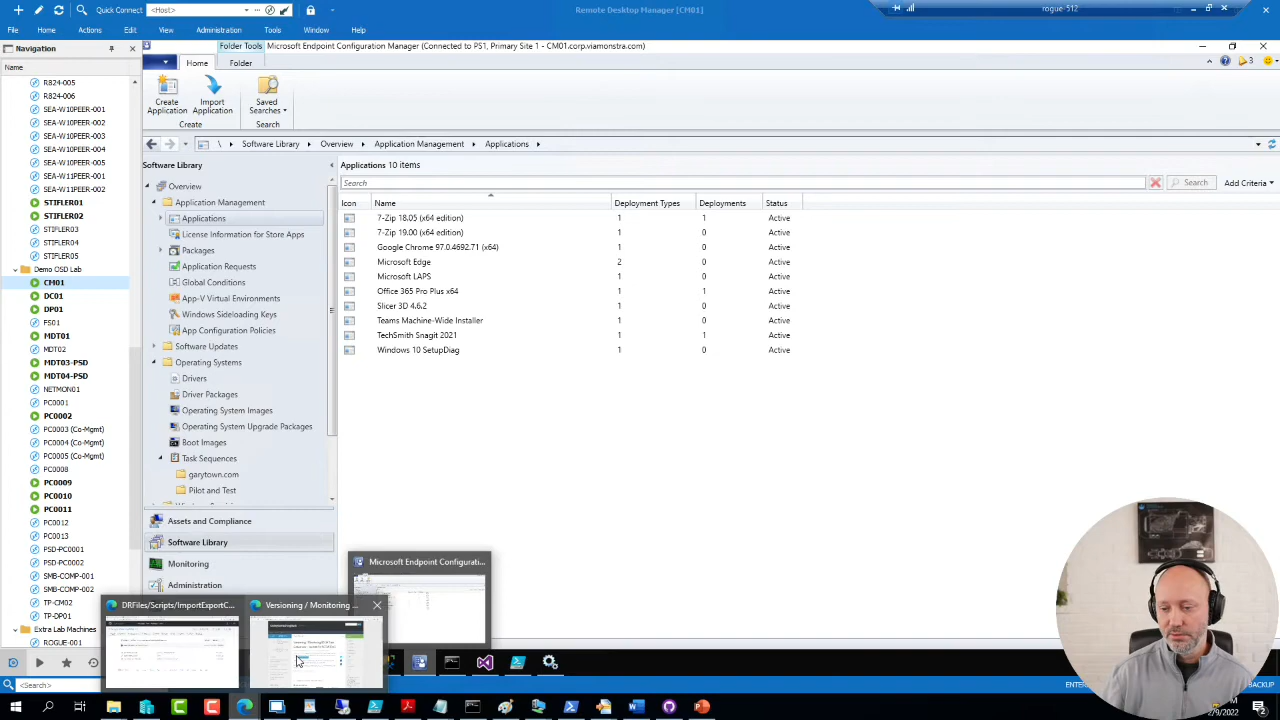 Quick Connect
<Host>
Remote Desktop Manager [CM01]
rogue-512
File
Home
Actions
Edit
View
Administration
Tools
Window
Help
Navigation
Name
R824-005
R824-006
SEA-W10PEER-001
SEA-W10PEER-002
SEA-W10PEER-003
SEA-W10PEER-004
SEA-W10PEER-005
SEA-W11PEER-001
SEA-W11PEER-002
STIFLER01
STIFLER02
STIFLER03
STIFLER04
STIFLER05
Demo OSD Lab
CM01
DC01
DP01
FS01
MDT01
MDT02
MDT03-PSD
MDT04-PSD
NETMON01
PC0001
PC0002
PC0003 (Co-Mgmt)
PC0004 (Co-Mgmt)
PC0005 (Co-Mgmt)
PC0008
PC0009
PC0010
PC0011
PC0012
PC0013
PSD-PC0001
PSD-PC0002
SMB-COMP-001
SMB-COMP-002
TP-CM02
TP-DP01
Extra Lab Machines
ROGUE-001
<Search>
Folder Tools
Microsoft Endpoint Configuration Manager (Connected to PS1, Primary Site 1 - CM01.corp.viamonstra.com)
Home
Folder
3
Create Application
Import Application
Saved Searches
Create
Search
\
Software Library
Overview
Application Management
Applications
Software Library
Overview
Application Management
Applications
License Information for Store Apps
Packages
Application Requests
Global Conditions
App-V Virtual Environments
Windows Sideloading Keys
App Configuration Policies
Software Updates
Operating Systems
Drivers
Driver Packages
Operating System Images
Operating System Upgrade Packages
Boot Images
Task Sequences
garytown.com
Pilot and Test
Assets and Compliance
Software Library
Monitoring
Administration
Applications 10 items
Search
Search
Add Criteria
Icon Name Deployment Types Deployments Status
7-Zip 18.05 (x64 edition) 1 1 Active
7-Zip 19.00 (x64 edition) 1 0 Active
Google Chrome 97.0.4692.71 (x64) 1 0 Active
Microsoft Edge 2 0 Active
Microsoft LAPS 1 0 Active
Office 365 Pro Plus x64 1 0 Active
Slicer 3D 4.6.2 1 0 Active
Teams Machine-Wide Installer 1 0 Active
TechSmith Snagit 2021 1 1 Active
Windows 10 SetupDiag 1 0 Active
Microsoft Endpoint Configurati...
DRFiles/Scripts/ImportExportC...
Versioning / Monitoring ...
BACKUP
2/9/2022